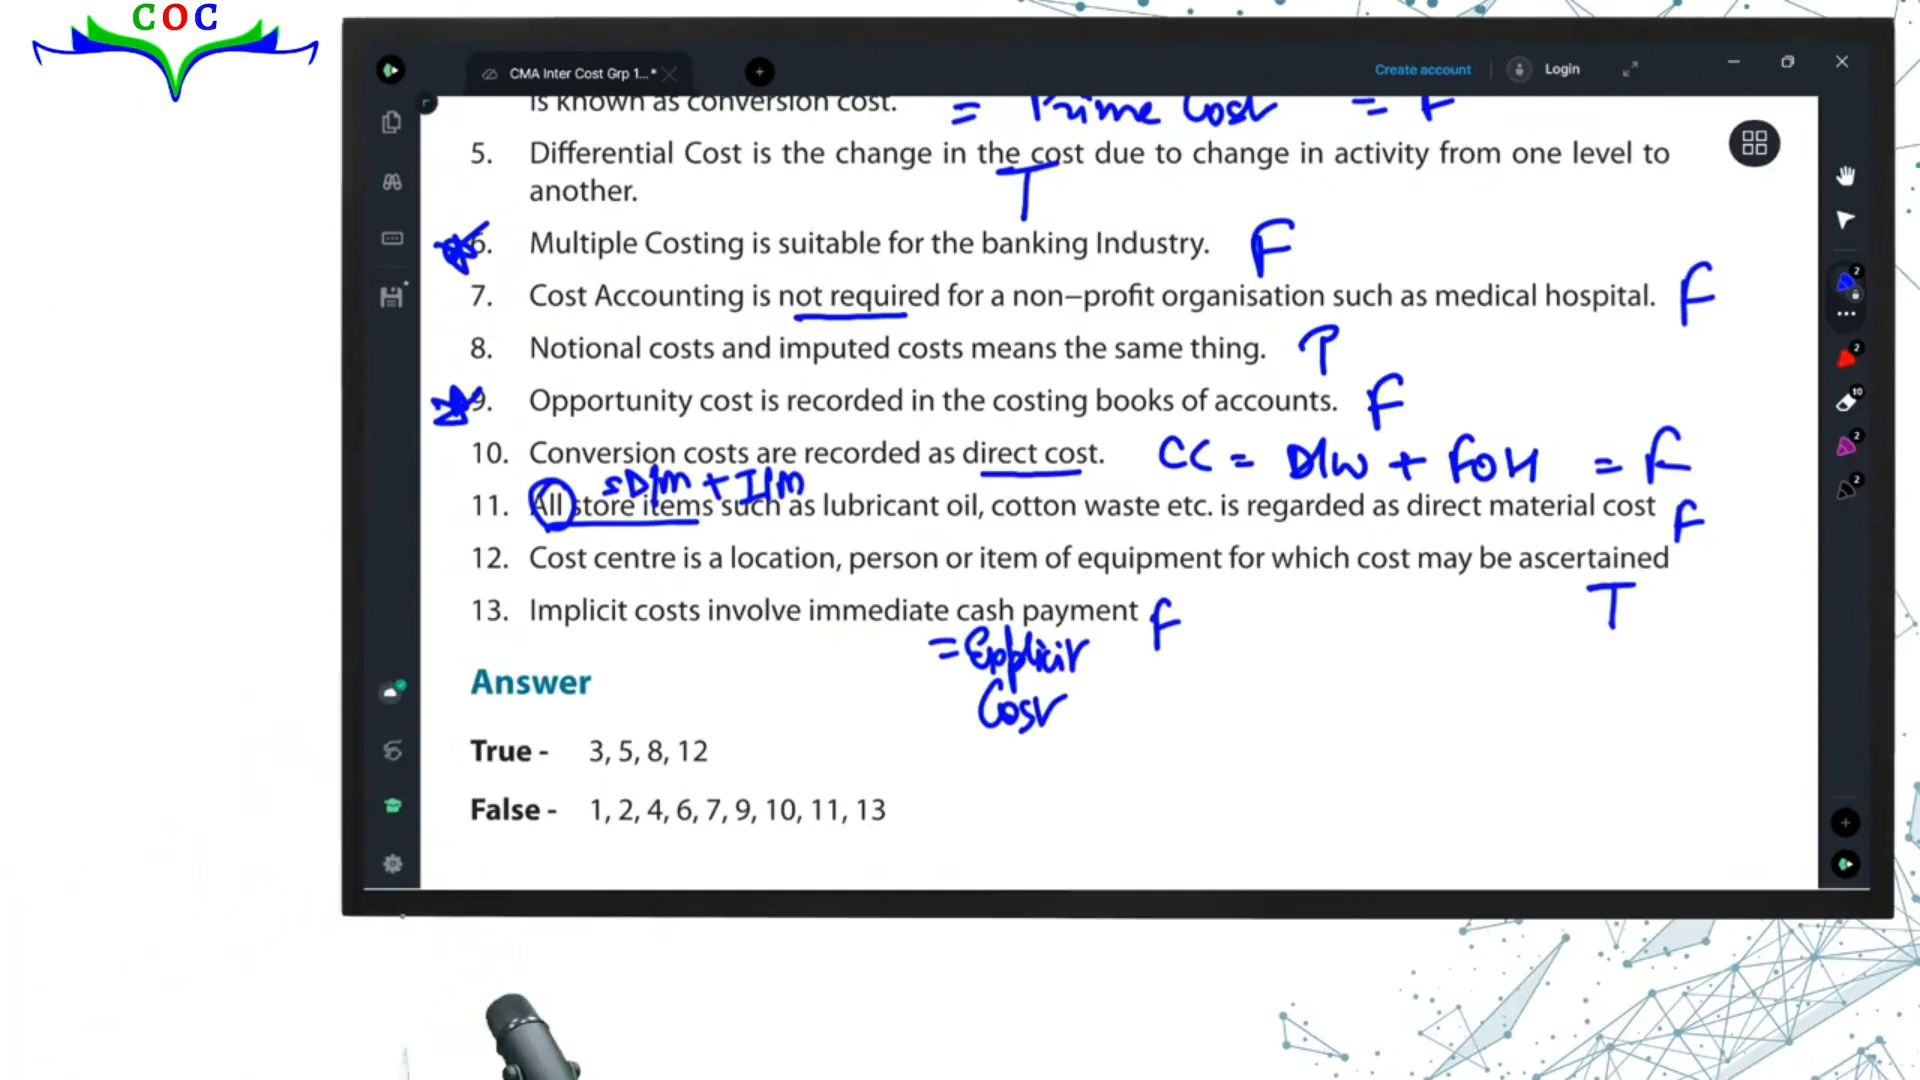 COC
CMA Inter Cost Grp 1...*
Create account
Login
is known as conversion cost. = Prime Cost = F
5. Differential Cost is the change in the cost due to change in activity from one level to
another. T
6. Multiple Costing is suitable for the banking Industry. F
7. Cost Accounting is not required for a non–profit organisation such as medical hospital. F
8. Notional costs and imputed costs means the same thing. T
9. Opportunity cost is recorded in the costing books of accounts. F
10. Conversion costs are recorded as direct cost. CC = D/W + FOH = F
D/M + I/M
11. All store items such as lubricant oil, cotton waste etc. is regarded as direct material cost F
12. Cost centre is a location, person or item of equipment for which cost may be ascertained
T
13. Implicit costs involve immediate cash payment F
= Explicit
Cost
Answer
True - 3, 5, 8, 12
False - 1, 2, 4, 6, 7, 9, 10, 11, 13